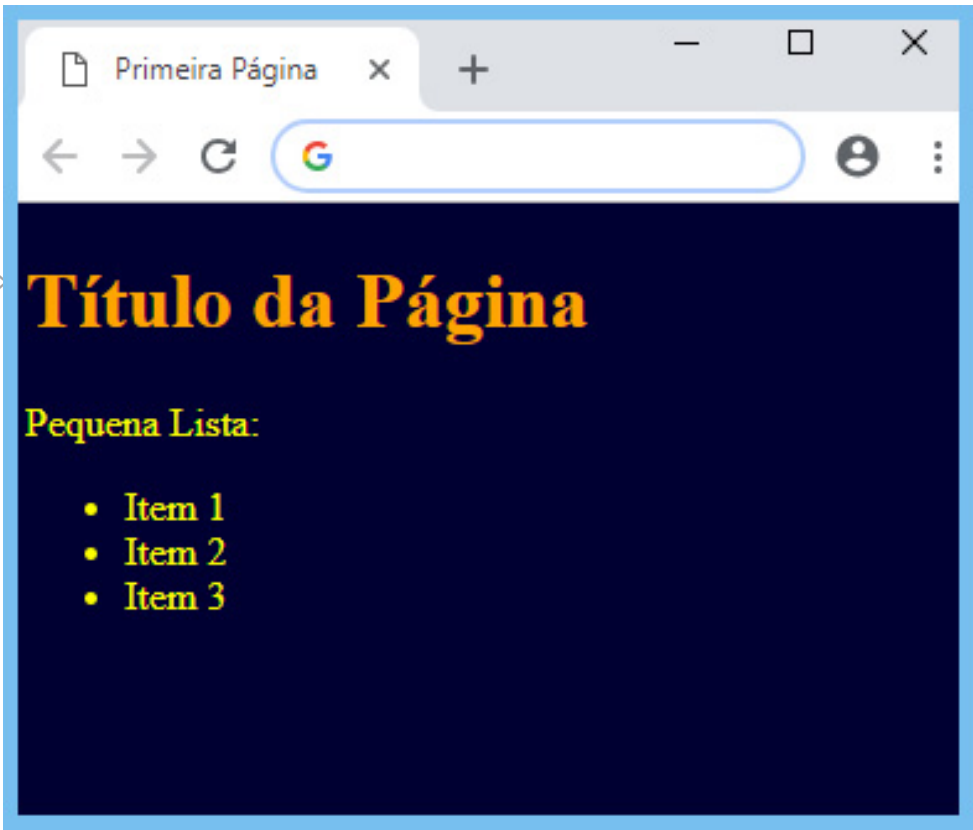 Primeira Página
Título da Página
Pequena Lista:
Item 1
Item 2
Item 3